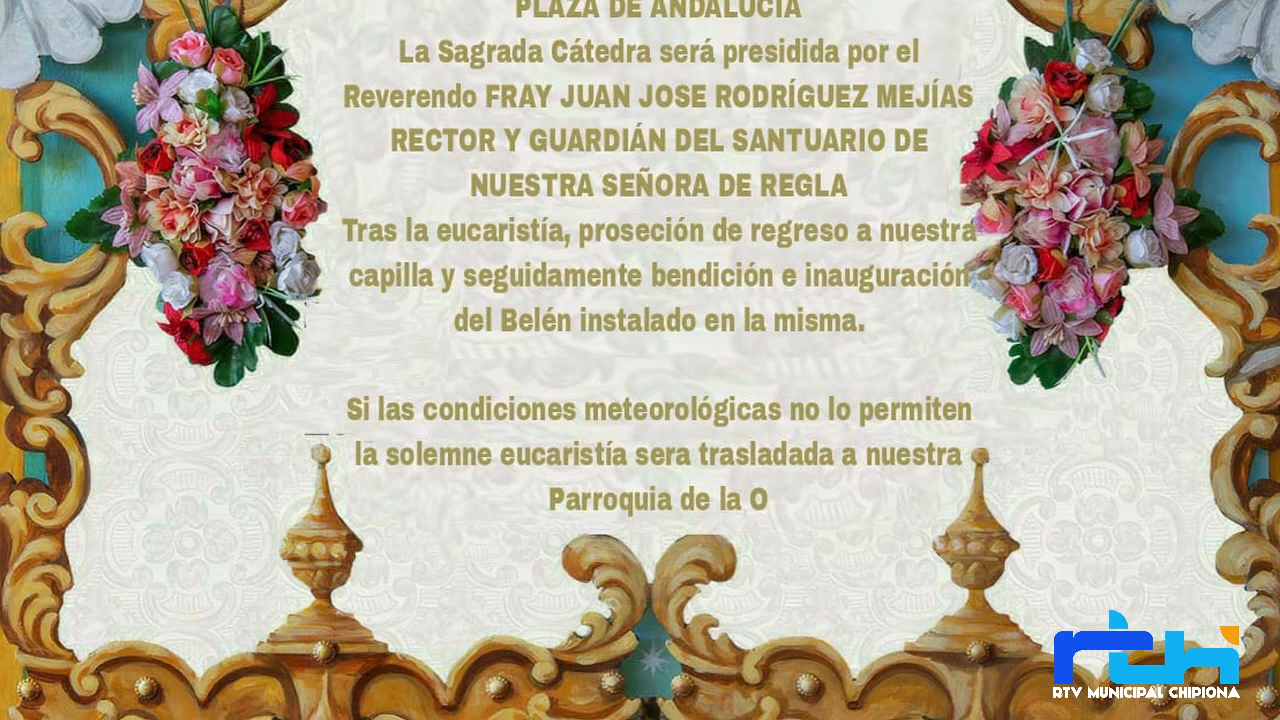 PLAZA DE ANDALUCÍA
La Sagrada Cátedra será presidida por el
Reverendo FRAY JUAN JOSE RODRÍGUEZ MEJÍAS
RECTOR Y GUARDIÁN DEL SANTUARIO DE
NUESTRA SEÑORA DE REGLA
Tras la eucaristía, proseción de regreso a nuestra
capilla y seguidamente bendición e inauguración
del Belén instalado en la misma.
Si las condiciones meteorológicas no lo permiten
la solemne eucaristía sera trasladada a nuestra
Parroquia de la O
rtch
RTV MUNICIPAL CHIPIONA